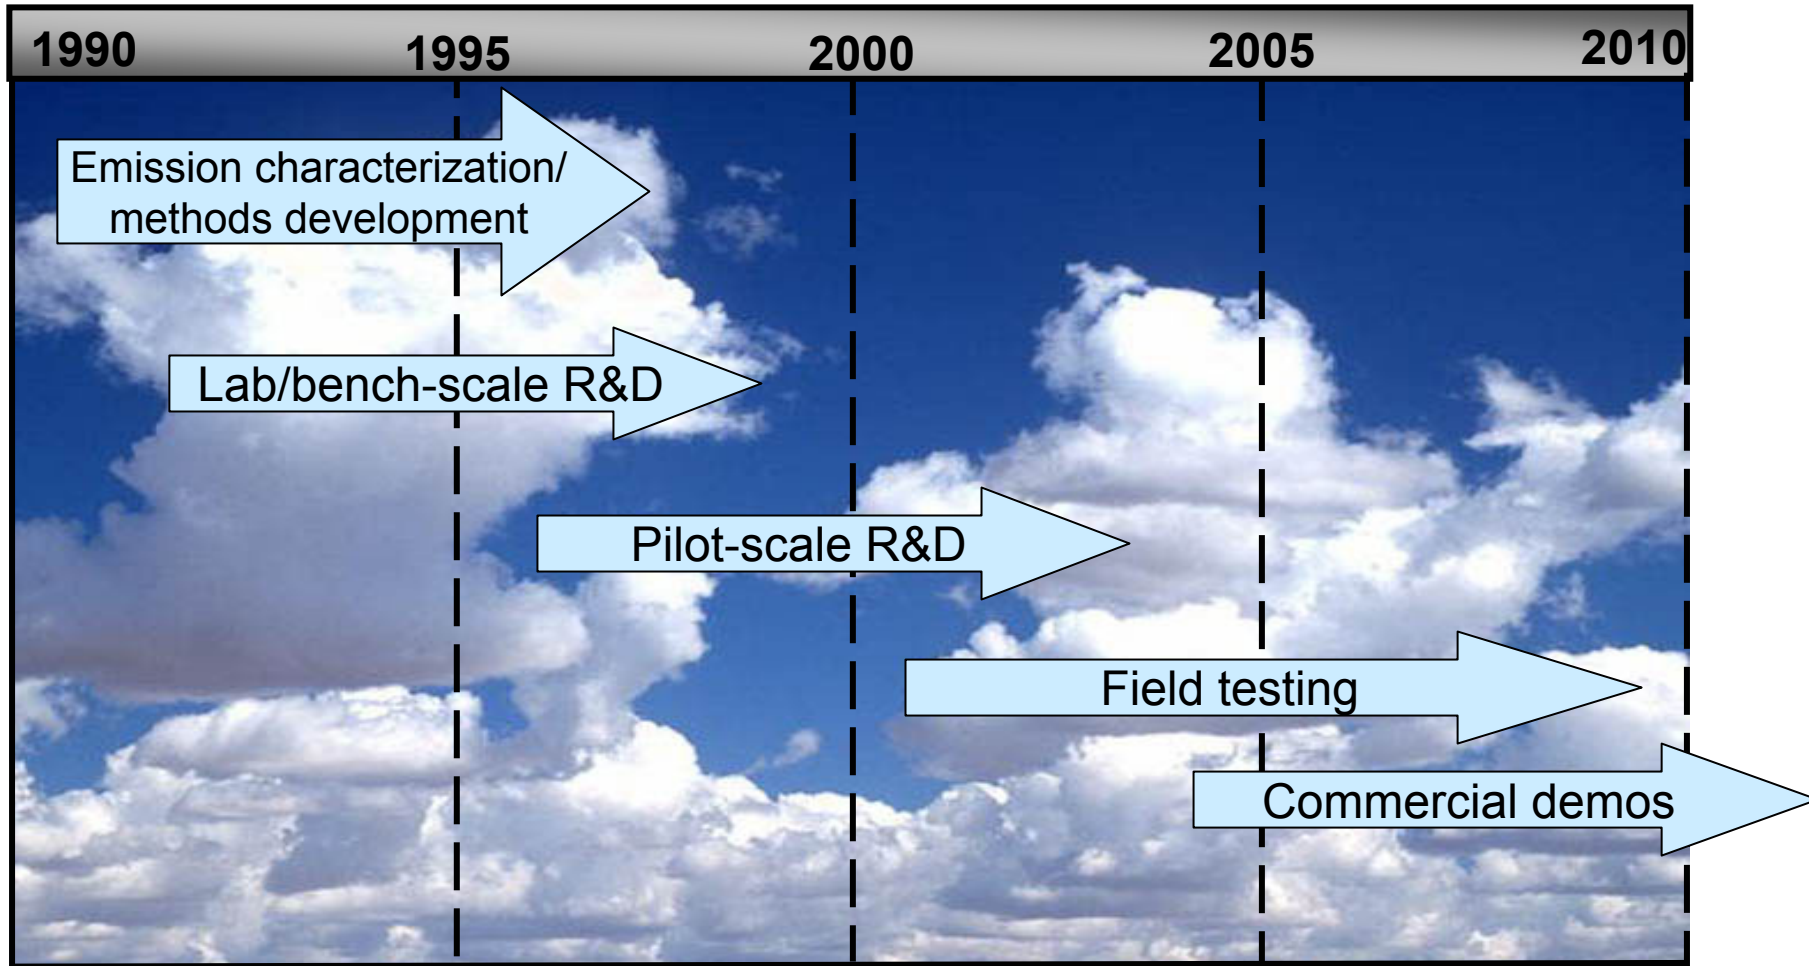 1990 1995 2000 2005 2010
Emission characterization/
methods development
Lab/bench-scale R&D
Pilot-scale R&D
Field testing
Commercial demos